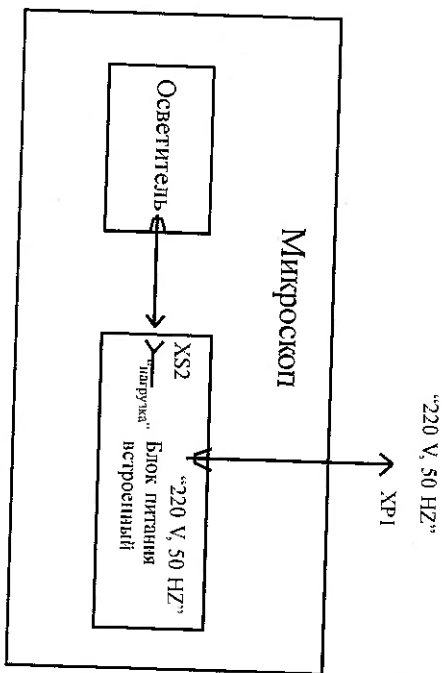 "220 V, 50 HZ"
XP1
Микроскоп
Осветитель
XS2
"нагрузка"
"220 V, 50 HZ"
Блок питания
встроенный